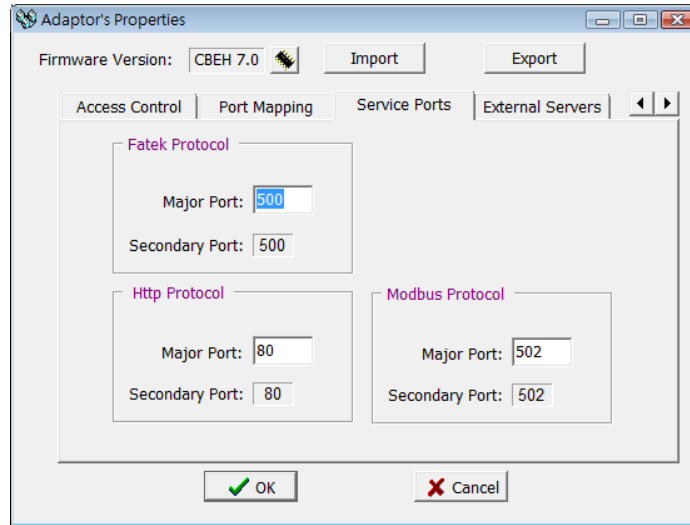 Adaptor's Properties
Firmware Version: CBEH 7.0 Import Export
Access Control Port Mapping Service Ports External Servers
Fatek Protocol
Major Port: 500
Secondary Port: 500
Http Protocol
Major Port: 80
Secondary Port: 80
Modbus Protocol
Major Port: 502
Secondary Port: 502
OK Cancel